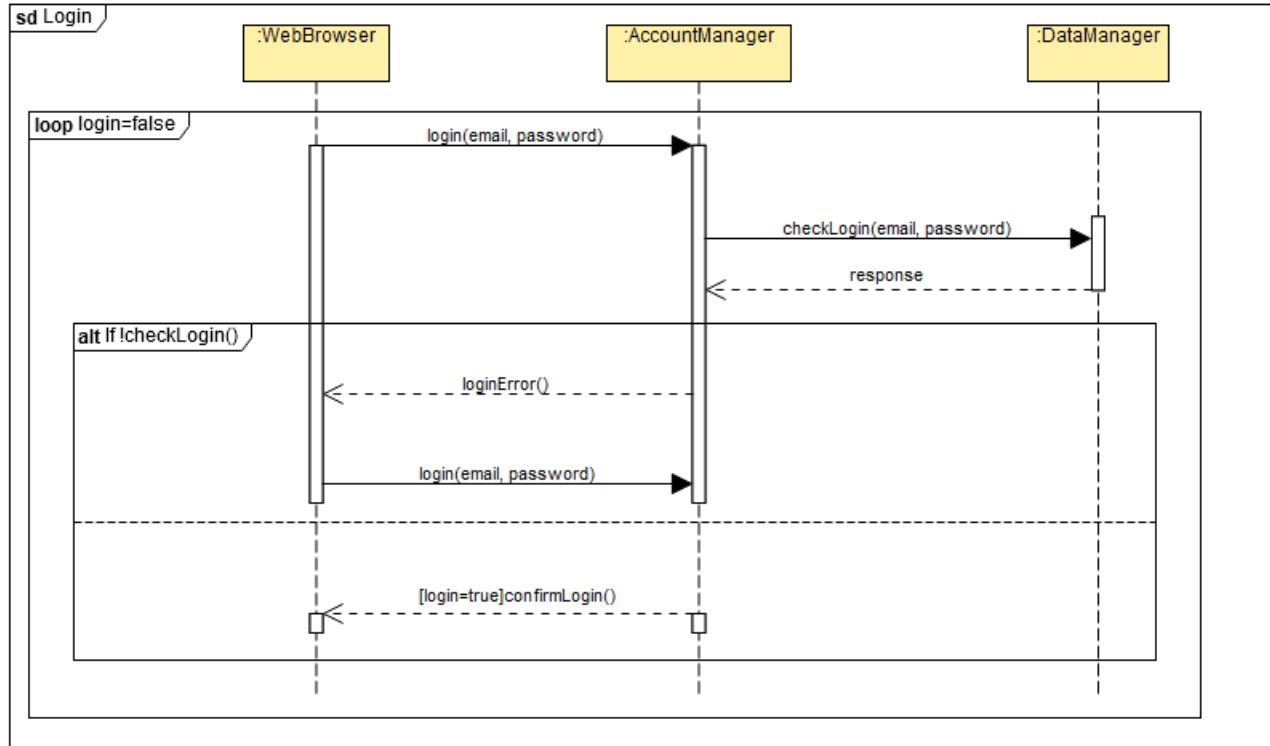 sd Login
:WebBrowser
:AccountManager
:DataManager
loop login=false
login(email, password)
checkLogin(email, password)
response
alt If !checkLogin()
loginError()
login(email, password)
[login=true]confirmLogin()